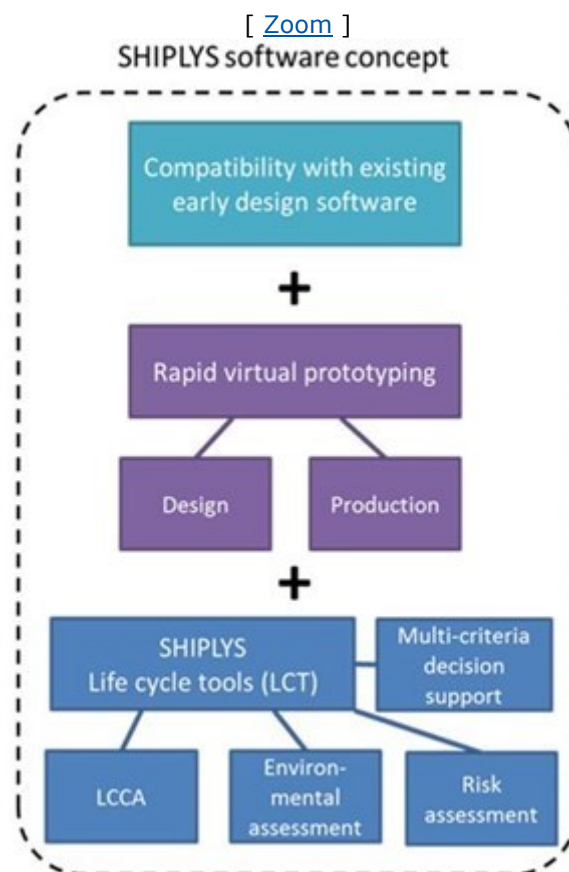 [ Zoom ]
SHIPLYS software concept
Compatibility with existing
early design software
+
Rapid virtual prototyping
Design
Production
+
SHIPLYS
Life cycle tools (LCT)
Multi-criteria
decision
support
LCCA
Environ-
mental
assessment
Risk
assessment